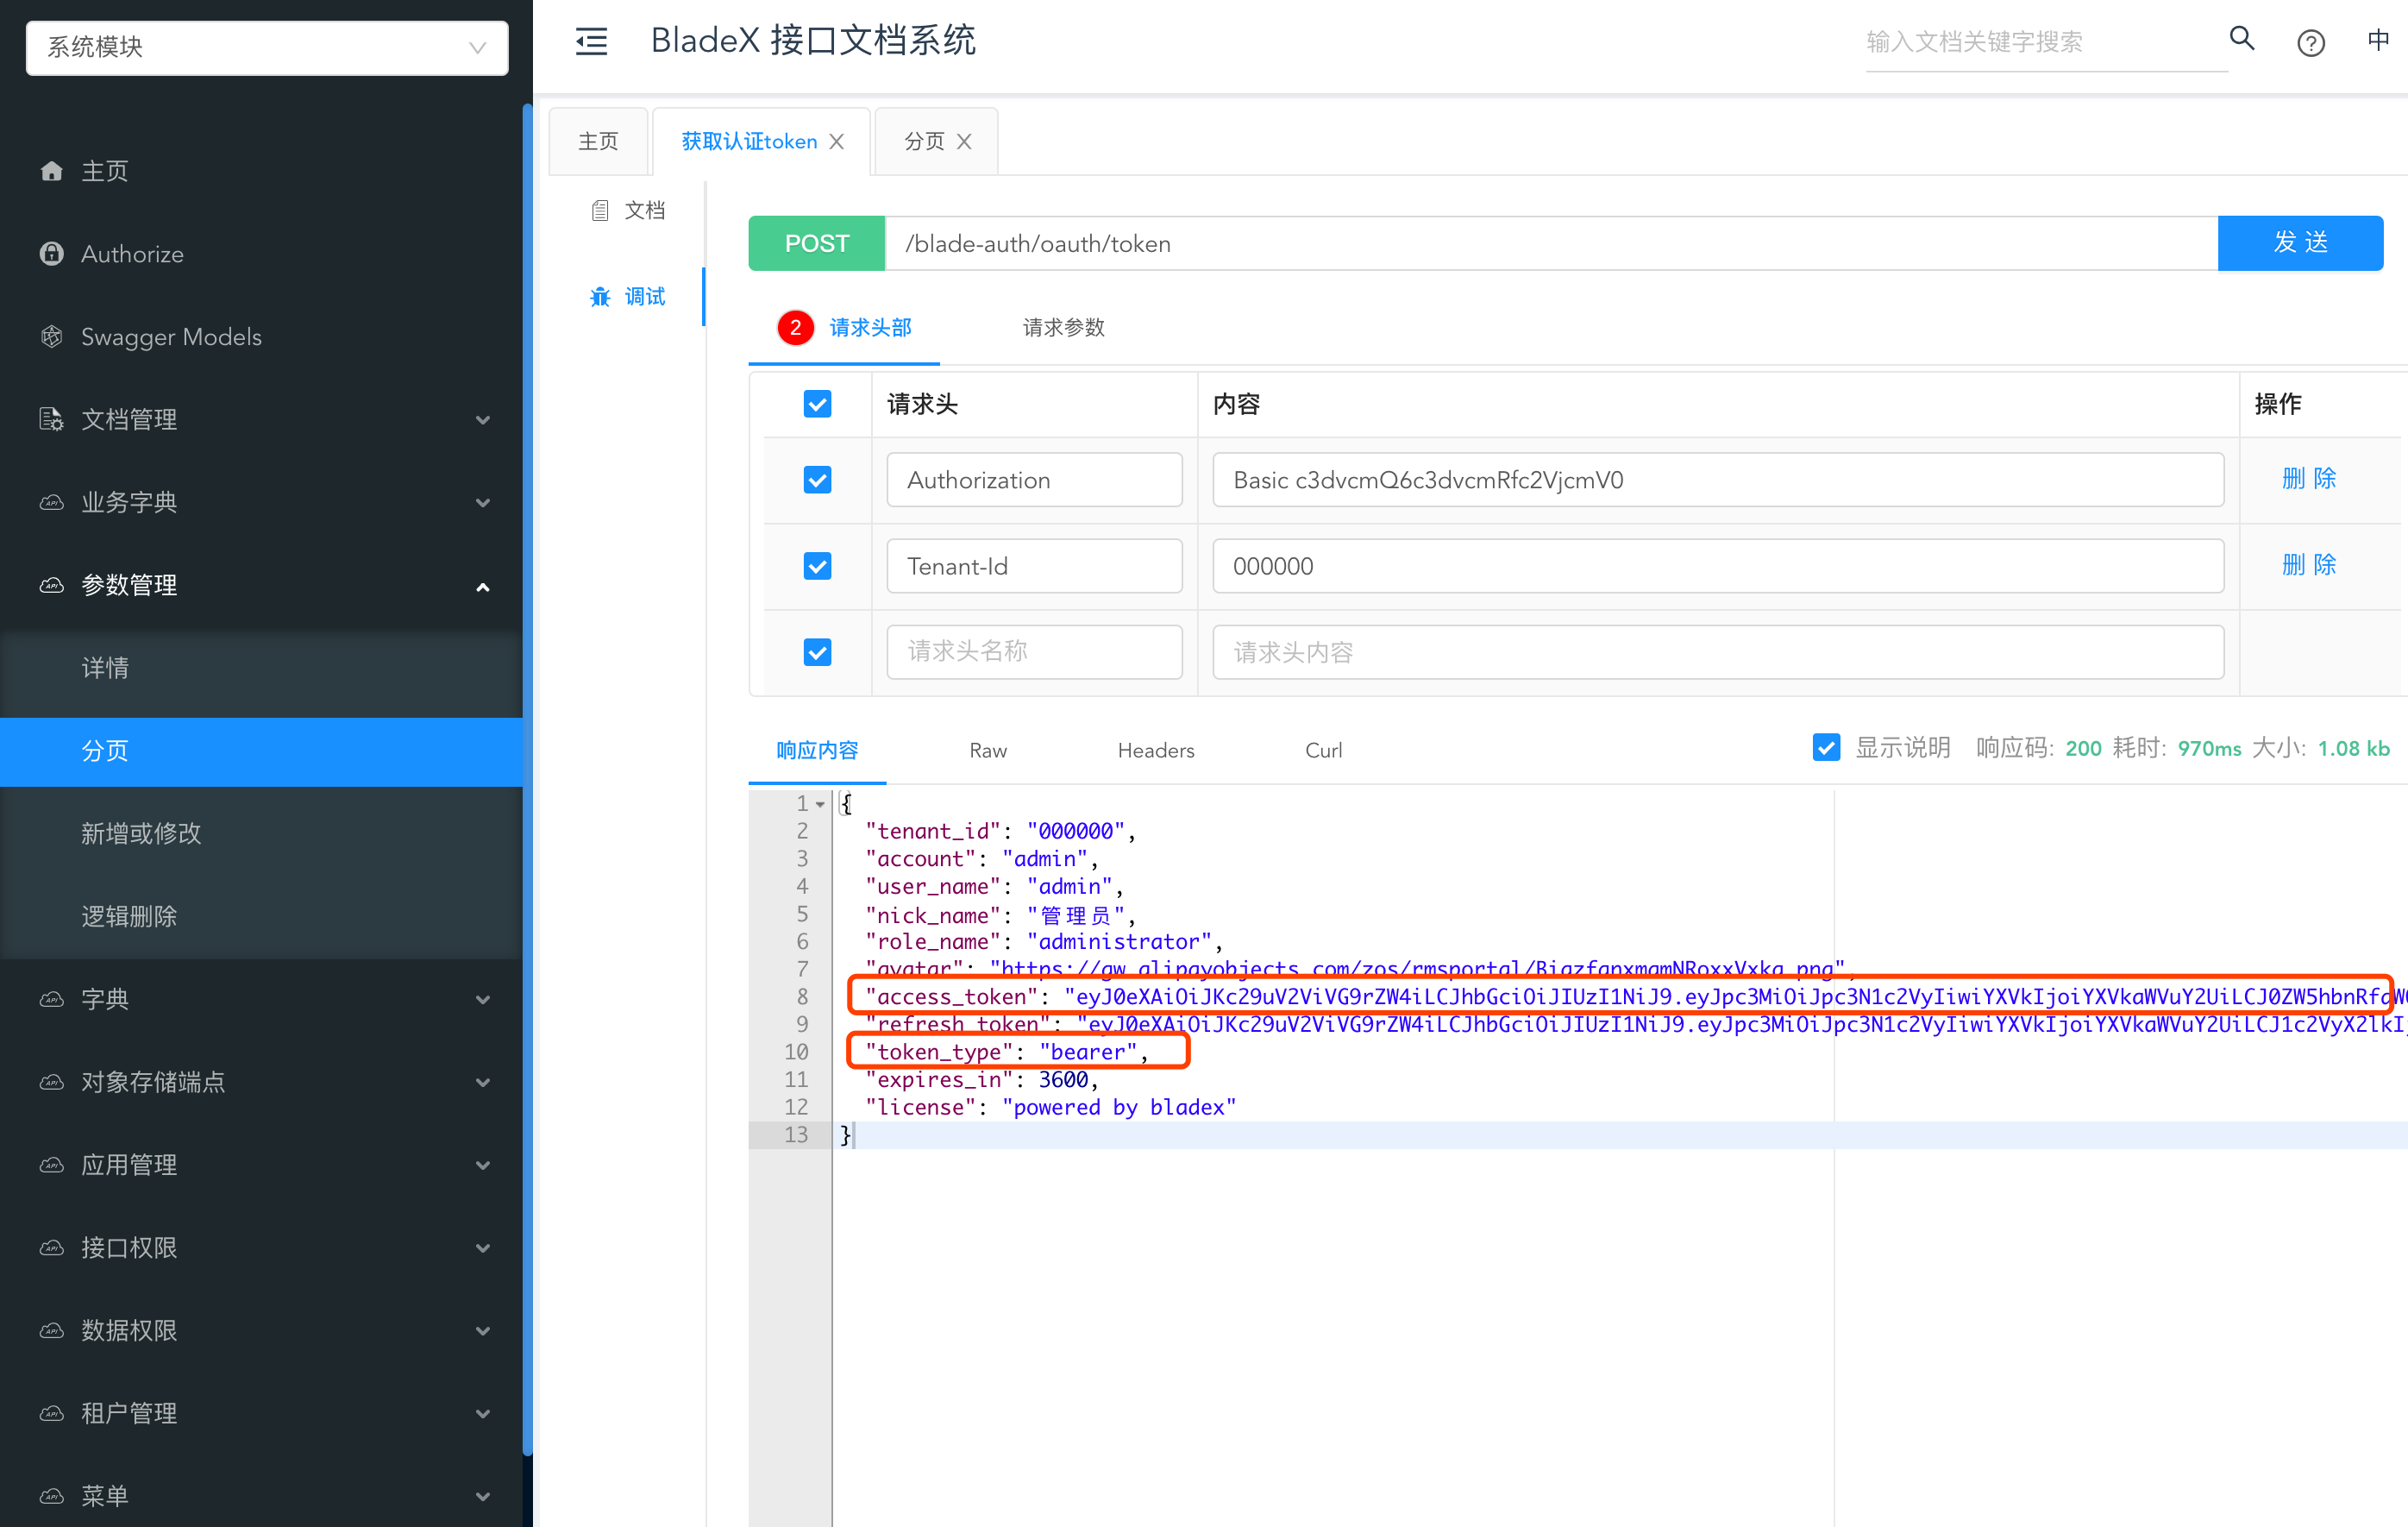 系统模块
主页
Authorize
Swagger Models
文档管理
业务字典
参数管理
详情
分页
新增或修改
逻辑删除
字典
对象存储端点
应用管理
接口权限
数据权限
租户管理
菜单
BladeX 接口文档系统
输入文档关键字搜索
中
主页 获取认证token 分页
文档
调试
POST /blade-auth/oauth/token 发 送
2 请求头部 请求参数
请求头 内容 操作
Authorization Basic c3dvcmQ6c3dvcmRfc2VjcmV0 删 除
Tenant-Id 000000 删 除
请求头名称 请求头内容
响应内容 Raw Headers Curl 显示说明 响应码: 200 耗时: 970ms 大小: 1.08 kb
1 {
2 "tenant_id": "000000",
3 "account": "admin",
4 "user_name": "admin",
5 "nick_name": "管理员",
6 "role_name": "administrator",
7 "avatar": "https://gw.alipayobjects.com/zos/rmsportal/BiazfanxmamNRoxxVxka.png",
8 "access_token": "eyJ0eXAiOiJKc29uV2ViVG9rZW4iLCJhbGciOiJIUzI1NiJ9.eyJpc3MiOiJpc3N1c2VyIiwiYXVkIjoiYXVkaWVuY2UiLCJ0ZW5hbnRfaW
9 "refresh_token": "eyJ0eXAiOiJKc29uV2ViVG9rZW4iLCJhbGciOiJIUzI1NiJ9.eyJpc3MiOiJpc3N1c2VyIiwiYXVkIjoiYXVkaWVuY2UiLCJ1c2VyX2lkI
10 "token_type": "bearer",
11 "expires_in": 3600,
12 "license": "powered by bladex"
13 }